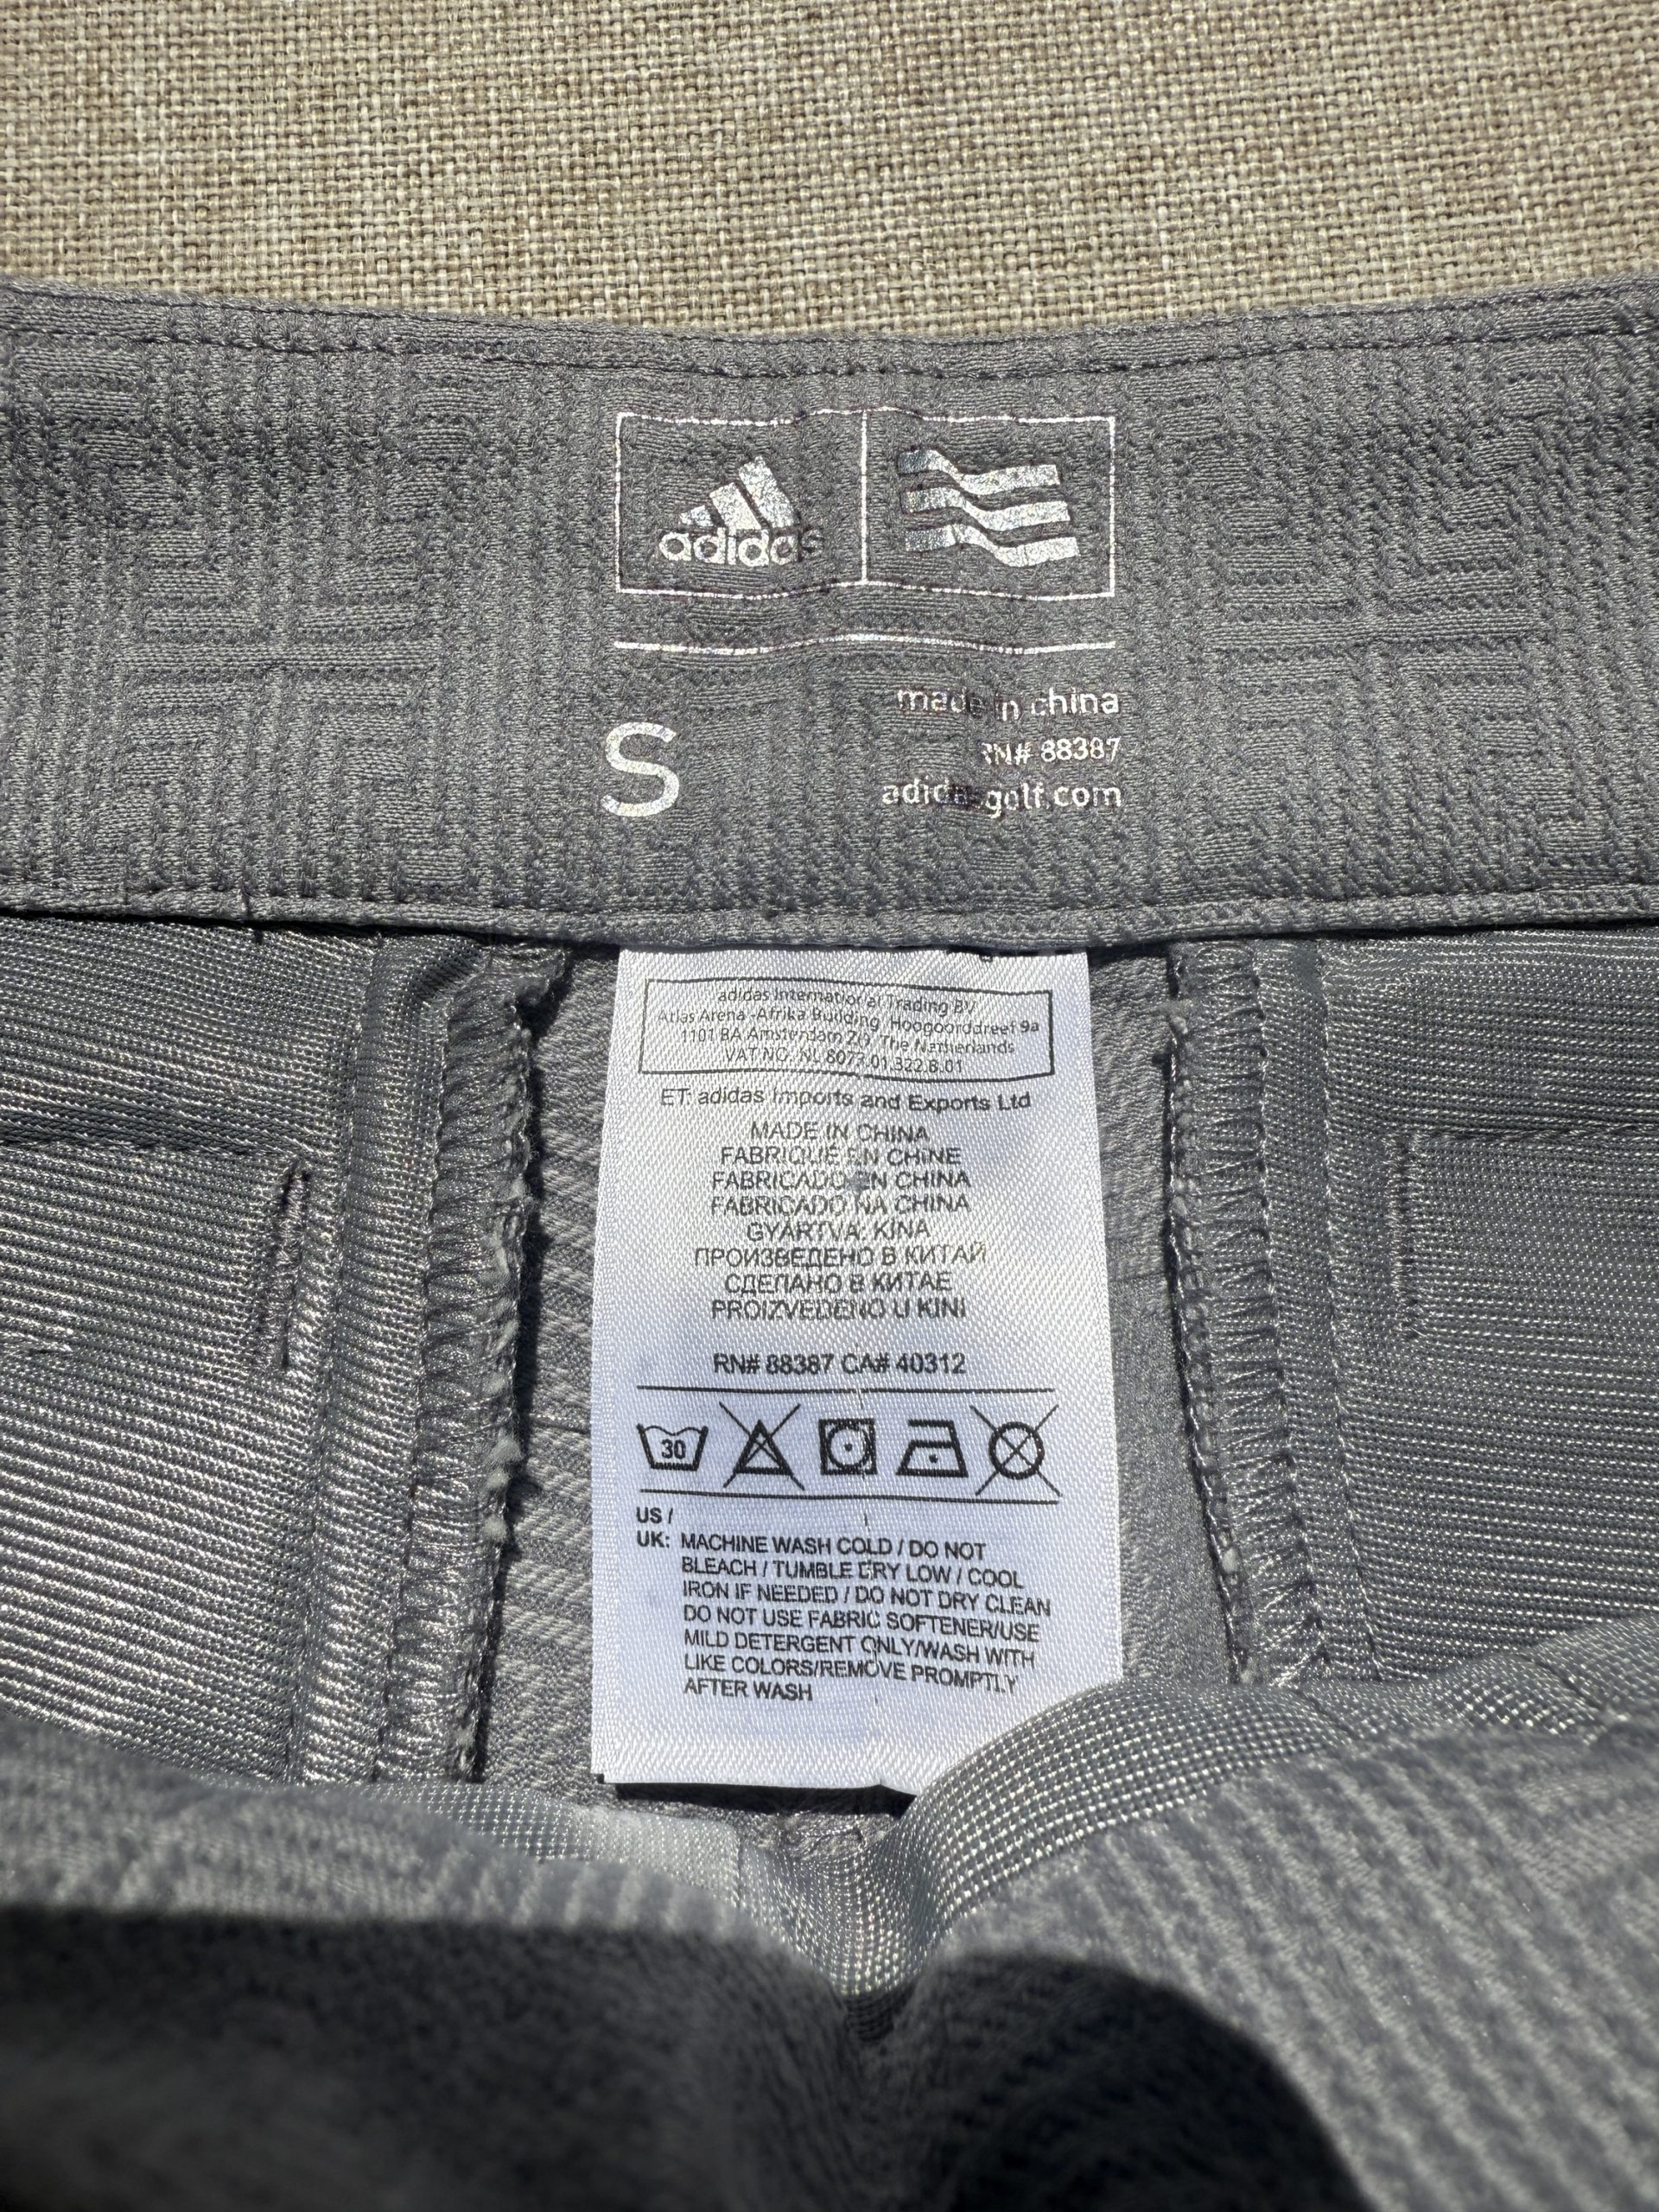 adidas
made in china
S
RN# 88387
adidasgolf.com
adidas International Trading BV
Atlas Arena -Afrika Building, Hoogoorddreef 9a
1101 BA Amsterdam ZO, The Netherlands
VAT NO. NL 8073.01.322.B.01
ET: adidas Imports and Exports Ltd
MADE IN CHINA
FABRIQUÉ EN CHINE
FABRICADO EN CHINA
FABRICADO NA CHINA
GYÁRTVA: KÍNA
ПРОИЗВЕДЕНО В КИТАЙ
СДЕЛАНО В КИТАЕ
PROIZVEDENO U KINI
RN# 88387 CA# 40312
30
US /
UK: MACHINE WASH COLD / DO NOT
BLEACH / TUMBLE DRY LOW / COOL
IRON IF NEEDED / DO NOT DRY CLEAN
DO NOT USE FABRIC SOFTENER/USE
MILD DETERGENT ONLY/WASH WITH
LIKE COLORS/REMOVE PROMPTLY
AFTER WASH